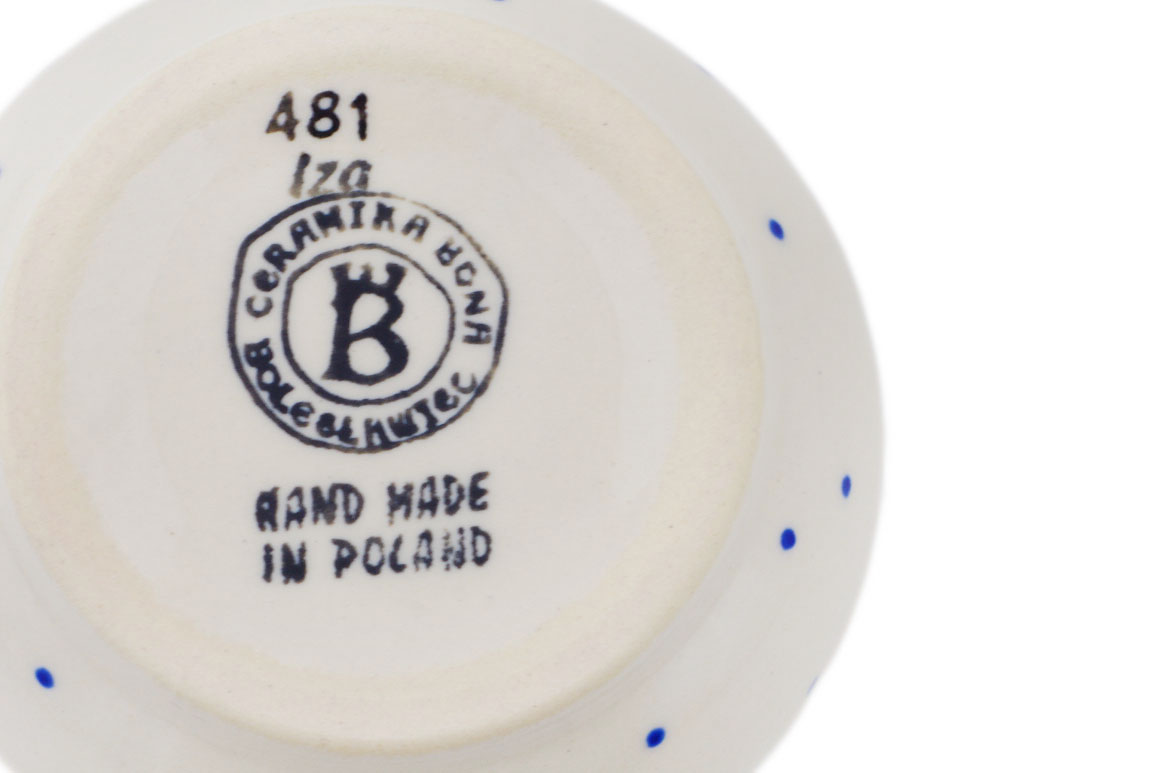 481
Iza
CERAMIKA BONA
B
BOLESŁAWIEC
HAND MADE
IN POLAND